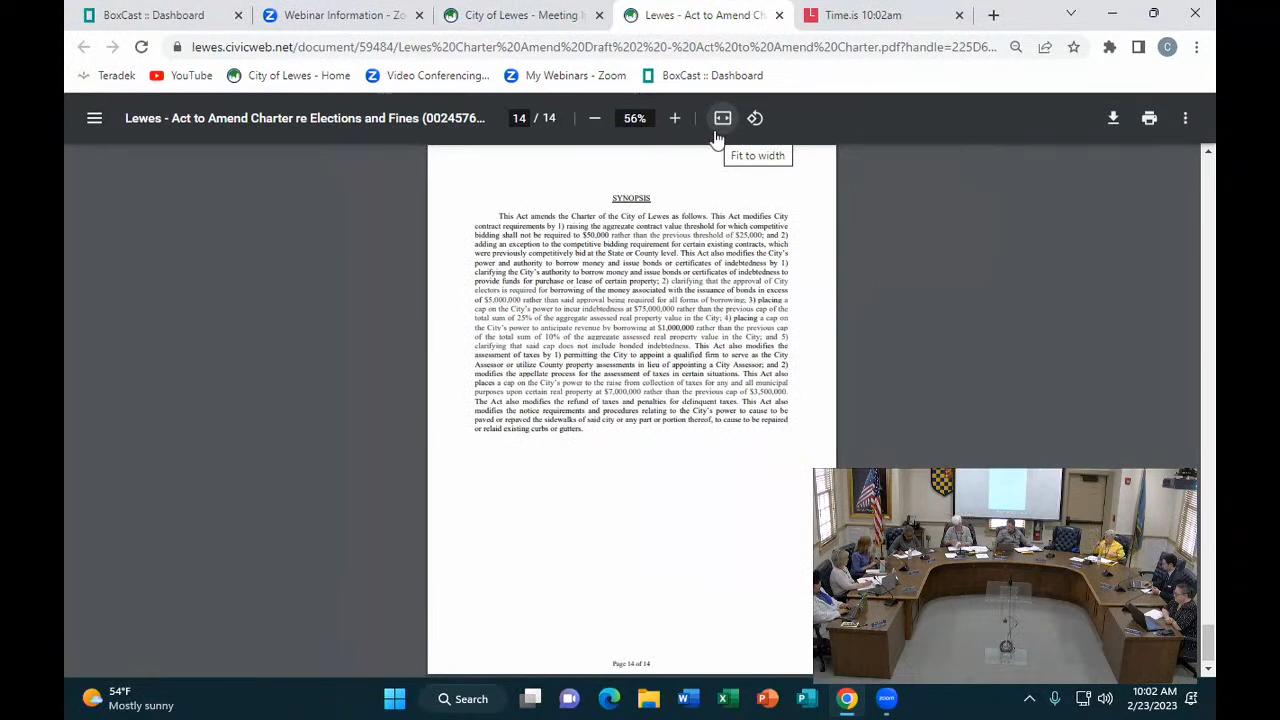 BoxCast :: Dashboard
Webinar Information - Zo
City of Lewes - Meeting I
Lewes - Act to Amend Cha
Time.is 10:02am
lewes.civicweb.net/document/59484/Lewes%20Charter%20Amend%20Draft%202%20-%20Act%20to%20Amend%20Charter.pdf?handle=225D6...
C
Teradek
YouTube
City of Lewes - Home
Video Conferencing,...
My Webinars - Zoom
BoxCast :: Dashboard
Lewes - Act to Amend Charter re Elections and Fines (0024576...
14 / 14
56%
Fit to width
SYNOPSIS
This Act amends the Charter of the City of Lewes as follows. This Act modifies City
contract requirements by 1) raising the aggregate contract value threshold for which competitive
bidding shall not be required to $50,000 rather than the previous threshold of $25,000; and 2)
adding an exception to the competitive bidding requirement for certain existing contracts, which
were previously competitively bid at the State or County level. This Act also modifies the City's
power and authority to borrow money and issue bonds or certificates of indebtedness by 1)
clarifying the City's authority to borrow money and issue bonds or certificates of indebtedness to
provide funds for purchase or lease of certain property; 2) clarifying that the approval of City
electors is required for borrowing of the money associated with the issuance of bonds in excess
of $5,000,000 rather than said approval being required for all forms of borrowing; 3) placing a
cap on the City's power to incur indebtedness at $75,000,000 rather than the previous cap of the
total sum of 25% of the aggregate assessed real property value in the City; 4) placing a cap on
the City's power to anticipate revenue by borrowing at $1,000,000 rather than the previous cap
of the total sum of 10% of the aggregate assessed real property value in the City; and 5)
clarifying that said cap does not include bonded indebtedness. This Act also modifies the
assessment of taxes by 1) permitting the City to appoint a qualified firm to serve as the City
Assessor or utilize County property assessments in lieu of appointing a City Assessor; and 2)
modifies the appellate process for the assessment of taxes in certain situations. This Act also
places a cap on the City's power to the raise from collection of taxes for any and all municipal
purposes upon certain real property at $7,000,000 rather than the previous cap of $3,500,000.
The Act also modifies the refund of taxes and penalties for delinquent taxes. This Act also
modifies the notice requirements and procedures relating to the City's power to cause to be
paved or repaved the sidewalks of said city or any part or portion thereof, to cause to be repaired
or relaid existing curbs or gutters.
Page 14 of 14
54°F
Mostly sunny
Search
zoom
10:02 AM
2/23/2023